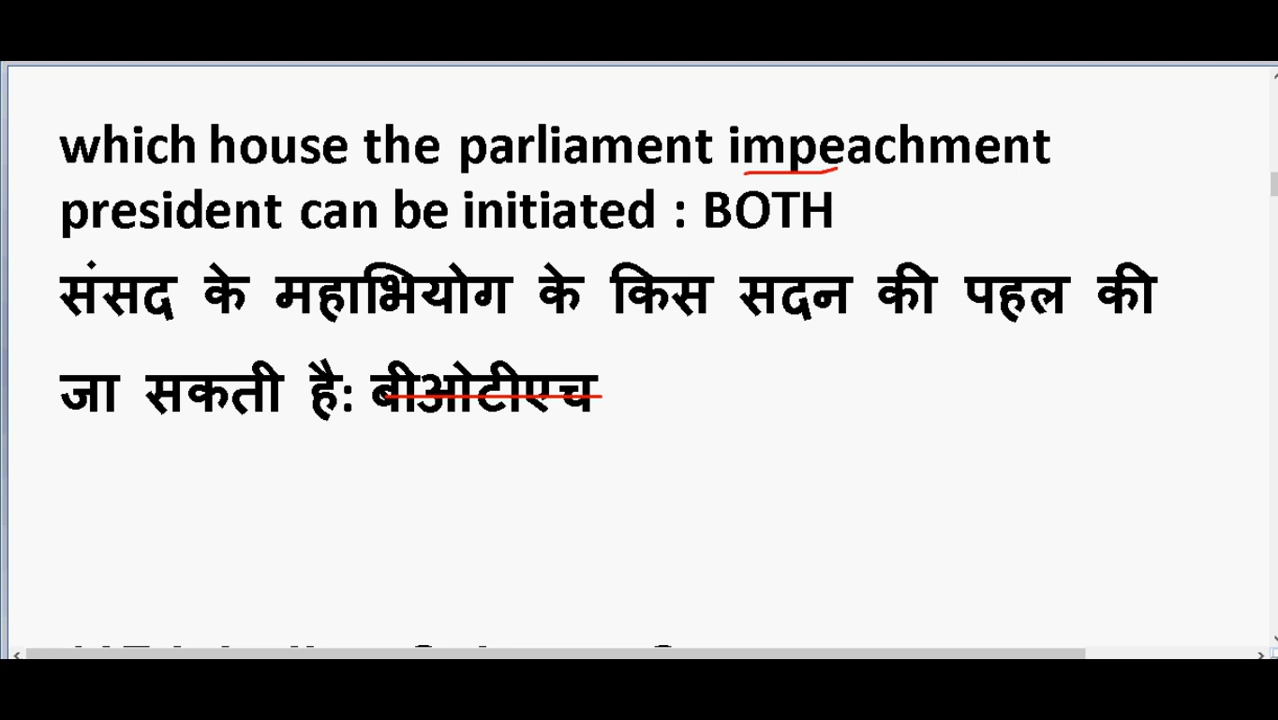 which house the parliament impeachment
president can be initiated : BOTH
संसद के महाभियोग के किस सदन की पहल की
जा सकती है: बीओटीएच